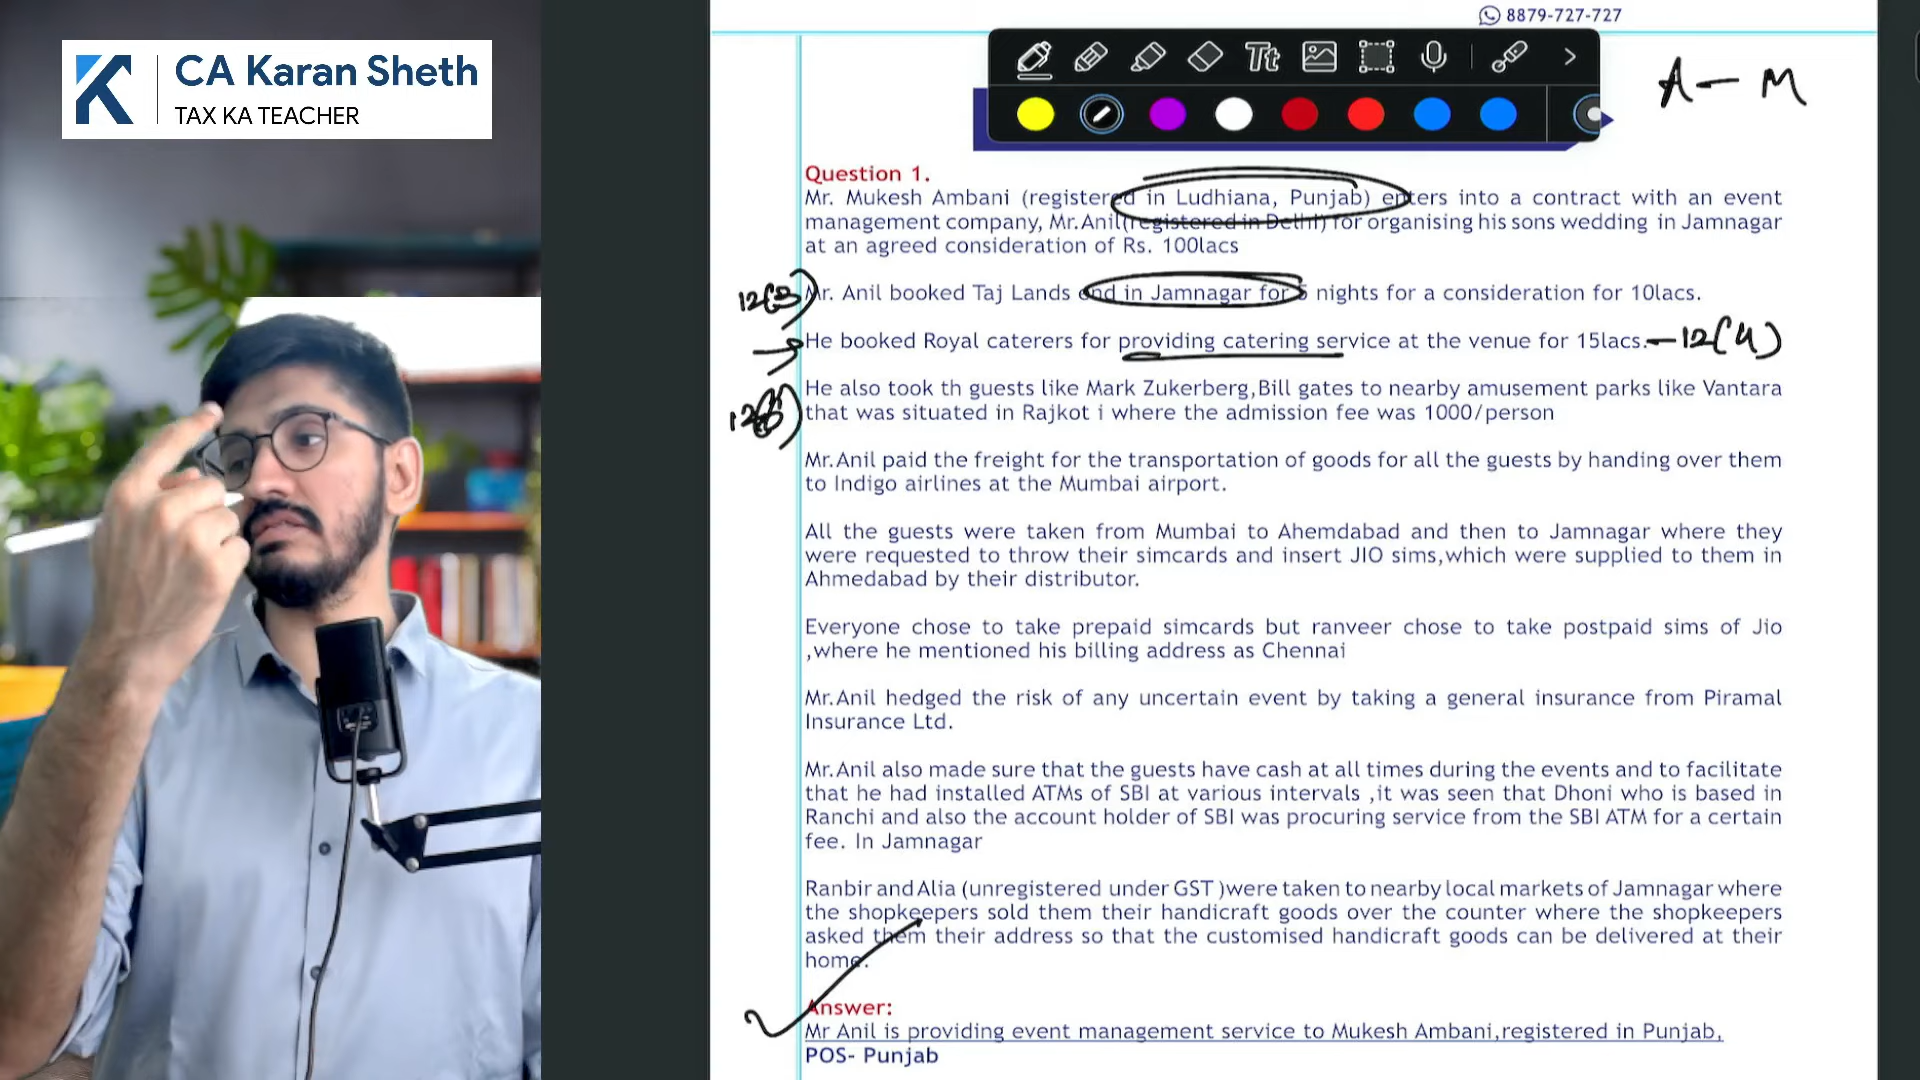 8879-727-727
CA Karan Sheth
TAX KA TEACHER
Tt
A - M
Question 1.
Mr. Mukesh Ambani (registered in Ludhiana, Punjab) enters into a contract with an event
management company, Mr.Anil(registered in Delhi) for organising his sons wedding in Jamnagar
at an agreed consideration of Rs. 100lacs
12(3) Mr. Anil booked Taj Lands end in Jamnagar for 5 nights for a consideration for 10lacs.
He booked Royal caterers for providing catering service at the venue for 15lacs. - 12(4)
He also took th guests like Mark Zukerberg,Bill gates to nearby amusement parks like Vantara
that was situated in Rajkot i where the admission fee was 1000/person
Mr.Anil paid the freight for the transportation of goods for all the guests by handing over them
to Indigo airlines at the Mumbai airport.
All the guests were taken from Mumbai to Ahemdabad and then to Jamnagar where they
were requested to throw their simcards and insert JIO sims,which were supplied to them in
Ahmedabad by their distributor.
Everyone chose to take prepaid simcards but ranveer chose to take postpaid sims of Jio
,where he mentioned his billing address as Chennai
Mr.Anil hedged the risk of any uncertain event by taking a general insurance from Piramal
Insurance Ltd.
Mr.Anil also made sure that the guests have cash at all times during the events and to facilitate
that he had installed ATMs of SBI at various intervals ,it was seen that Dhoni who is based in
Ranchi and also the account holder of SBI was procuring service from the SBI ATM for a certain
fee. In Jamnagar
Ranbir and Alia (unregistered under GST )were taken to nearby local markets of Jamnagar where
the shopkeepers sold them their handicraft goods over the counter where the shopkeepers
asked them their address so that the customised handicraft goods can be delivered at their
home.
Answer:
Mr Anil is providing event management service to Mukesh Ambani,registered in Punjab,
POS- Punjab